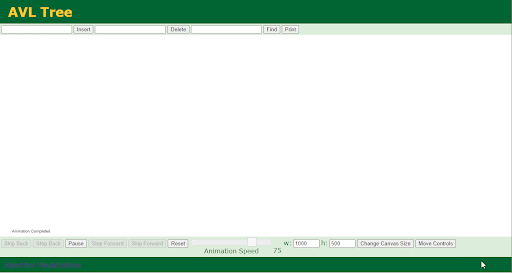 AVL Tree
Insert Delete Find Print
Animation Completed
Skip Back Step Back Pause Step Forward Skip Forward Reset w: 1000 h: 500 Change Canvas Size Move Controls
Animation Speed 75